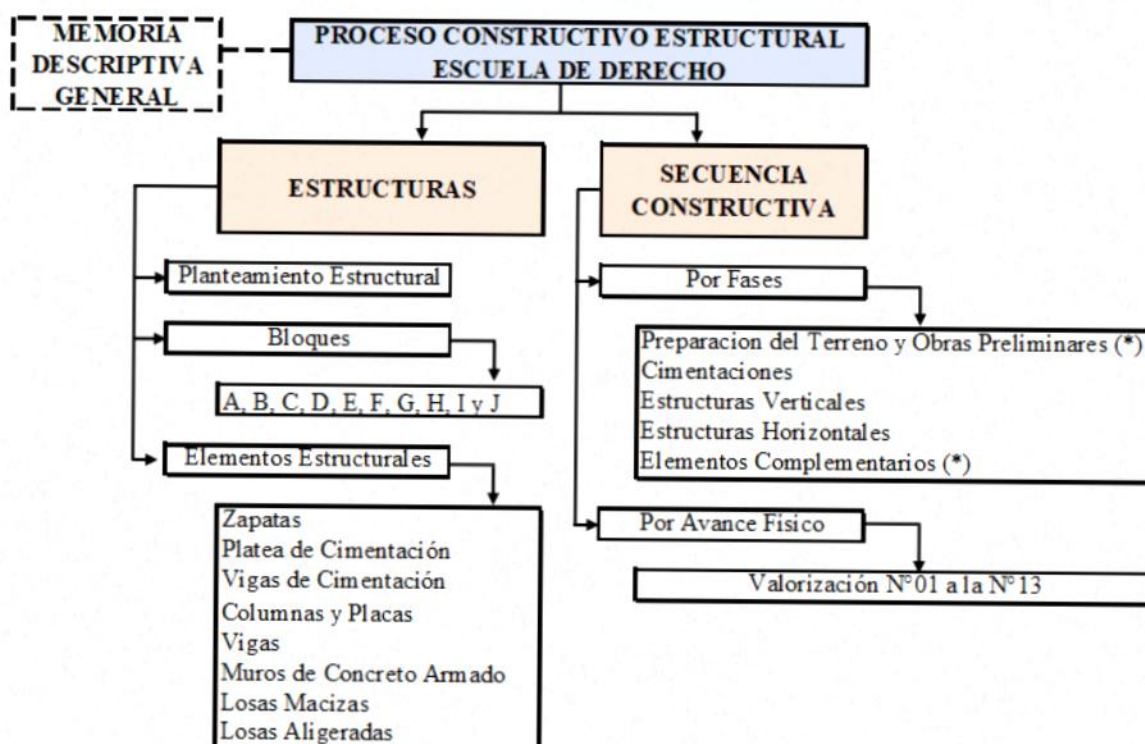 MEMORIA
DESCRIPTIVA
GENERAL
PROCESO CONSTRUCTIVO ESTRUCTURAL
ESCUELA DE DERECHO
ESTRUCTURAS
Planteamiento Estructural
Bloques
A, B, C, D, E, F, G, H, I y J
Elementos Estructurales
Zapatas
Platea de Cimentación
Vigas de Cimentación
Columnas y Placas
Vigas
Muros de Concreto Armado
Losas Macizas
Losas Aligeradas
SECUENCIA
CONSTRUCTIVA
Por Fases
Preparacion del Terreno y Obras Preliminares (*)
Cimentaciones
Estructuras Verticales
Estructuras Horizontales
Elementos Complementarios (*)
Por Avance Físico
Valorización N°01 a la N°13